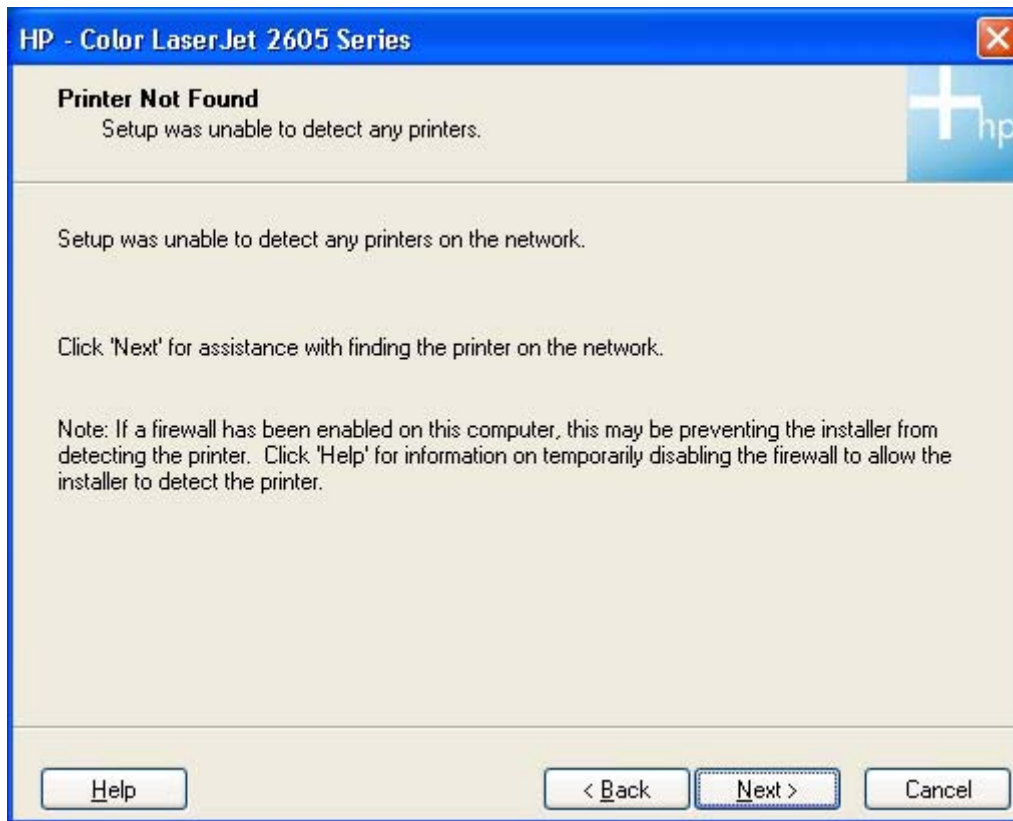 HP - Color LaserJet 2605 Series
Printer Not Found
Setup was unable to detect any printers.
hp
Setup was unable to detect any printers on the network.
Click 'Next' for assistance with finding the printer on the network.
Note: If a firewall has been enabled on this computer, this may be preventing the installer from
detecting the printer.  Click 'Help' for information on temporarily disabling the firewall to allow the
installer to detect the printer.
Help
< Back
Next >
Cancel